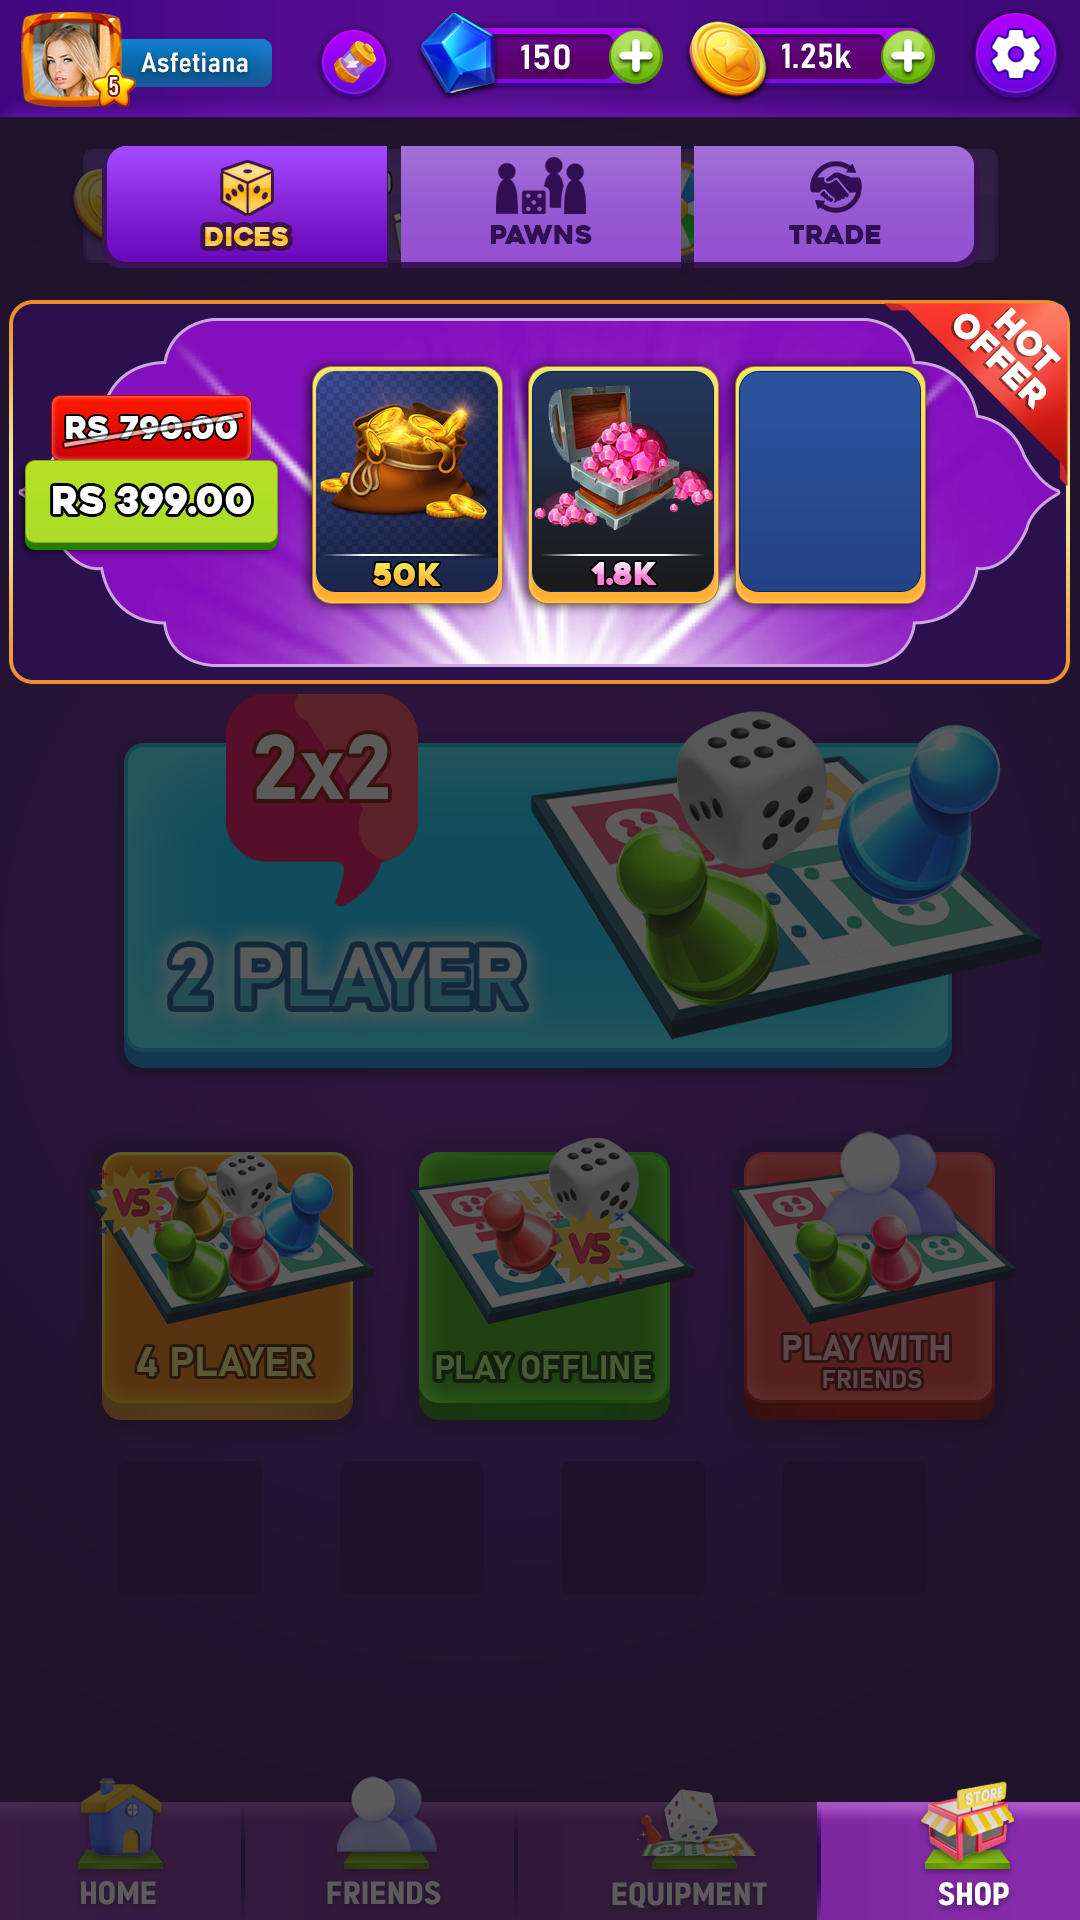 Asfetiana
5
150
1.25k
DICES
PAWNS
TRADE
HOT
OFFER
RS 790.00
RS 399.00
50K
1.8K
2x2
2 PLAYER
VS
4 PLAYER
VS
PLAY OFFLINE
PLAY WITH
FRIENDS
HOME
FRIENDS
EQUIPMENT
STORE
SHOP